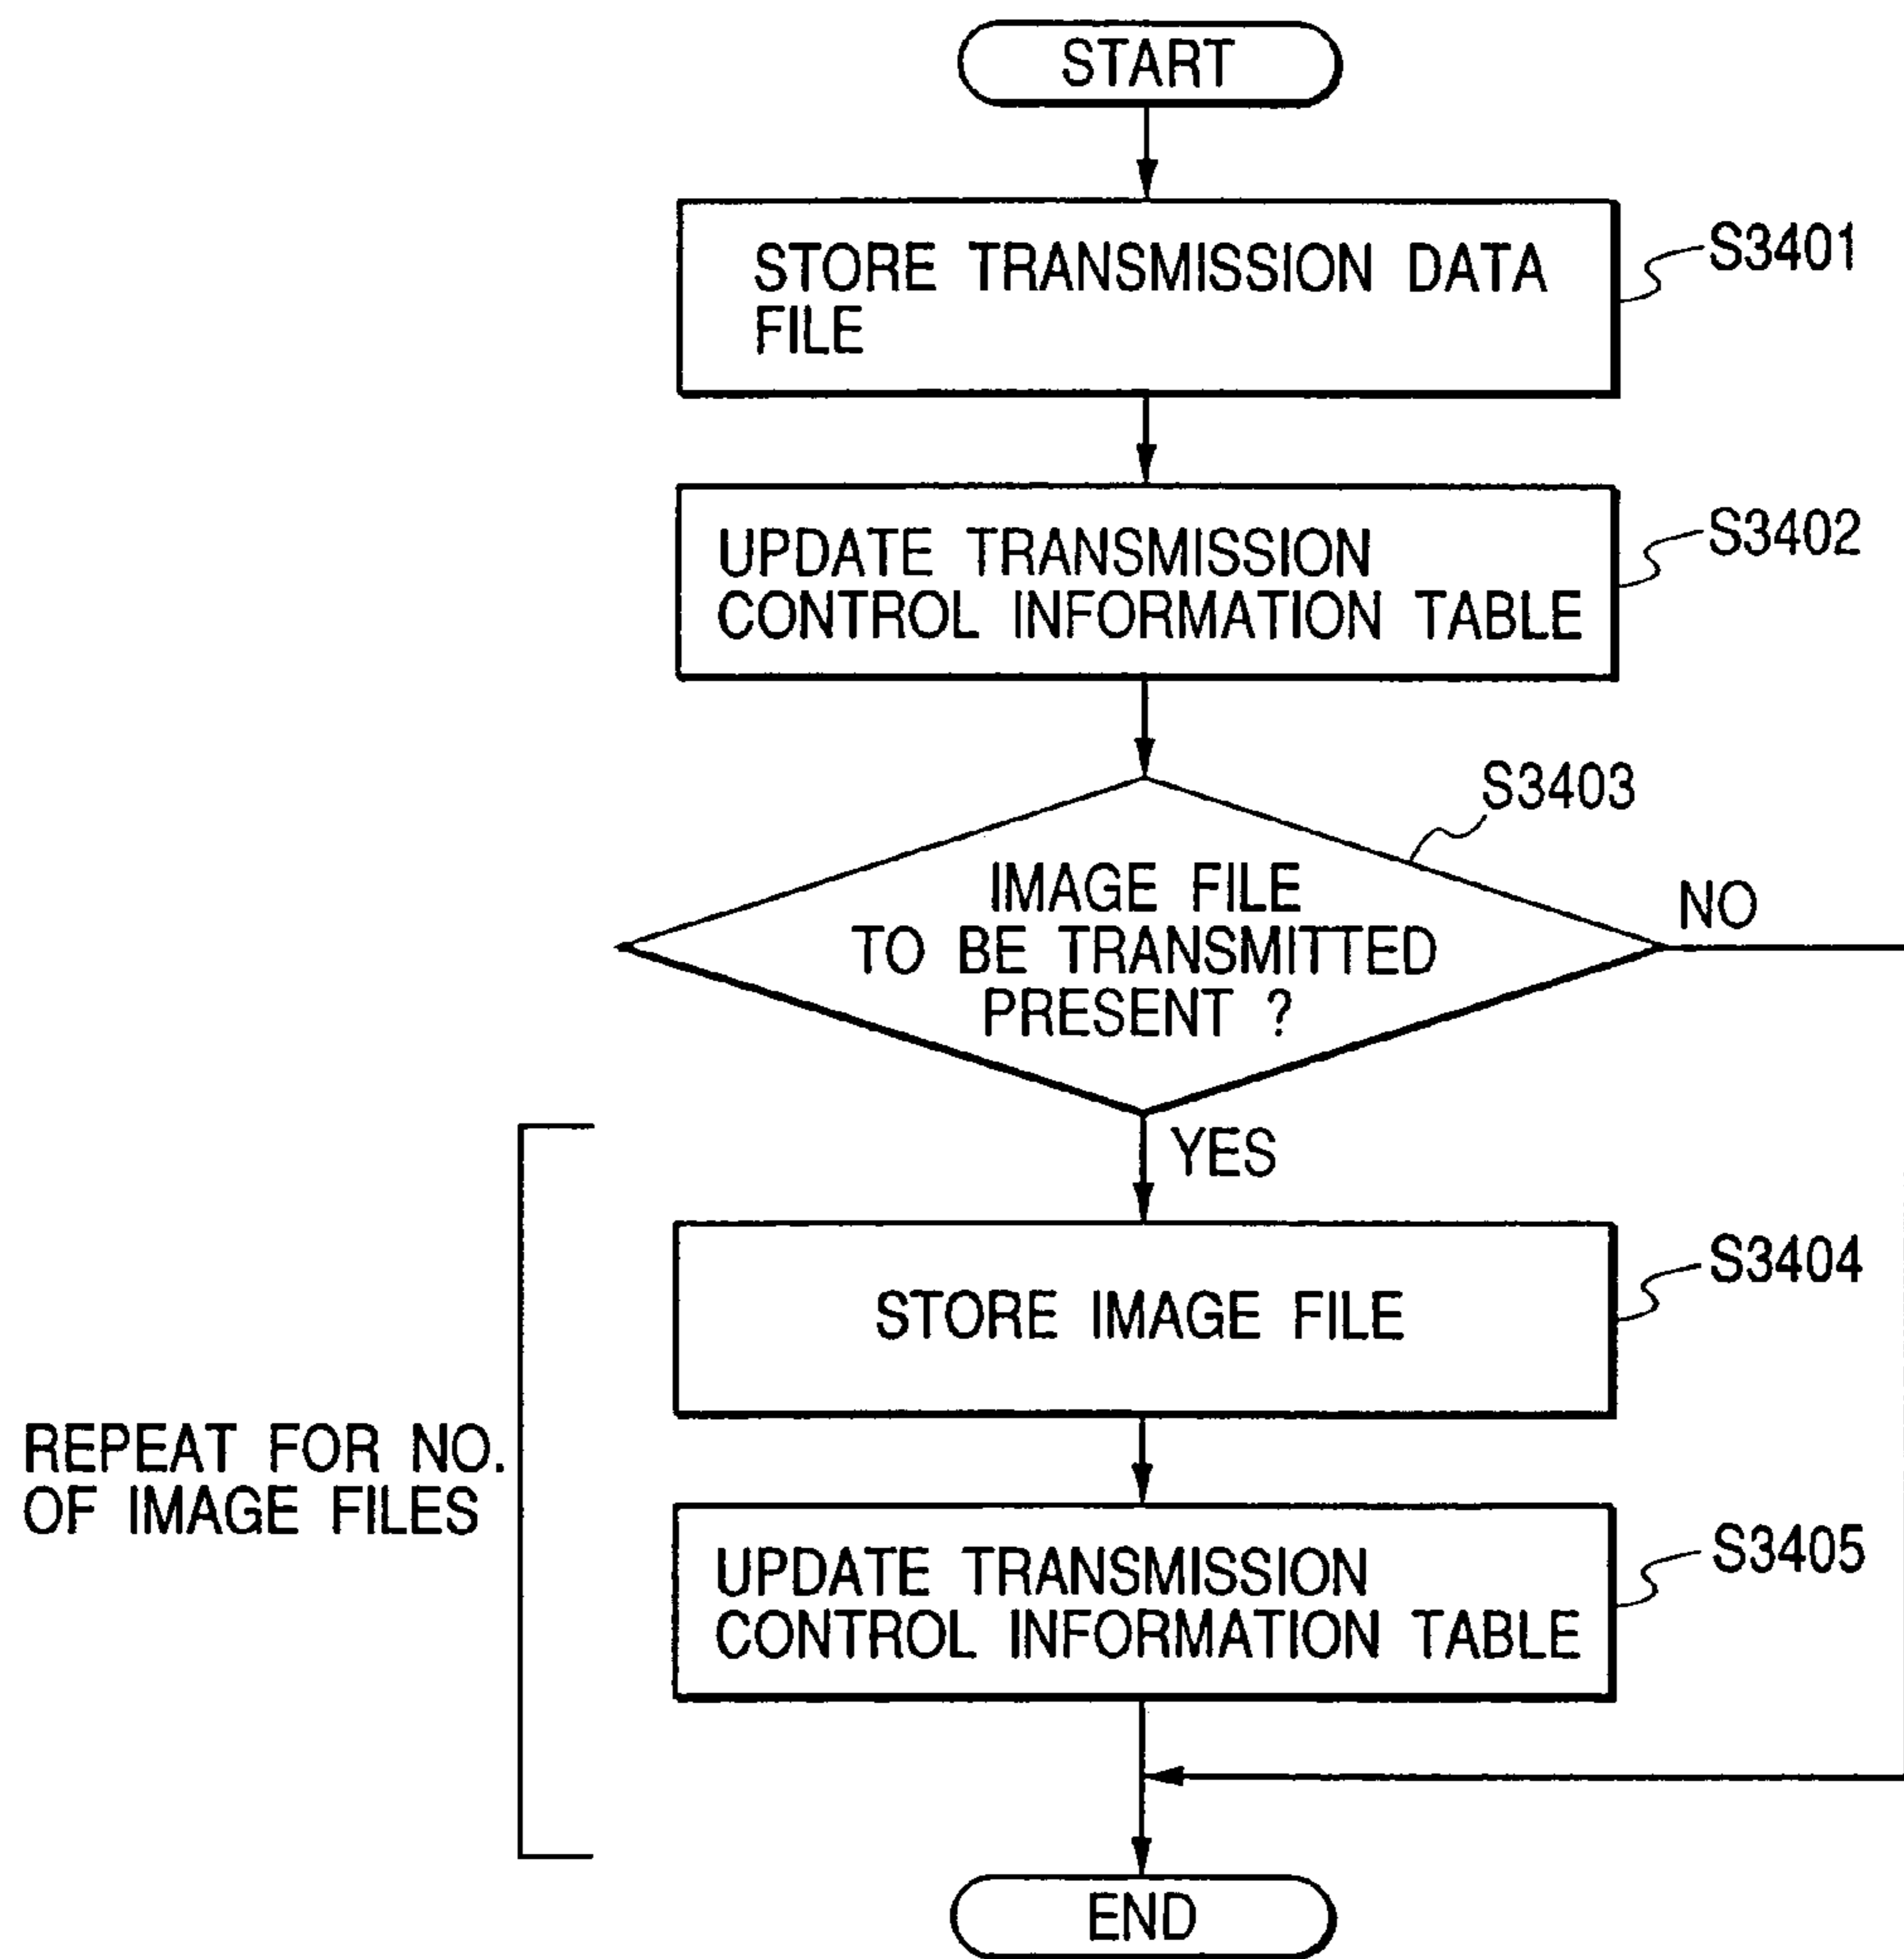 START
STORE TRANSMISSION DATA
FILE
S3401
UPDATE TRANSMISSION
CONTROL INFORMATION TABLE
S3402
S3403
IMAGE FILE
TO BE TRANSMITTED
PRESENT ?
NO
YES
STORE IMAGE FILE
S3404
REPEAT FOR NO.
OF IMAGE FILES
UPDATE TRANSMISSION
CONTROL INFORMATION TABLE
S3405
END